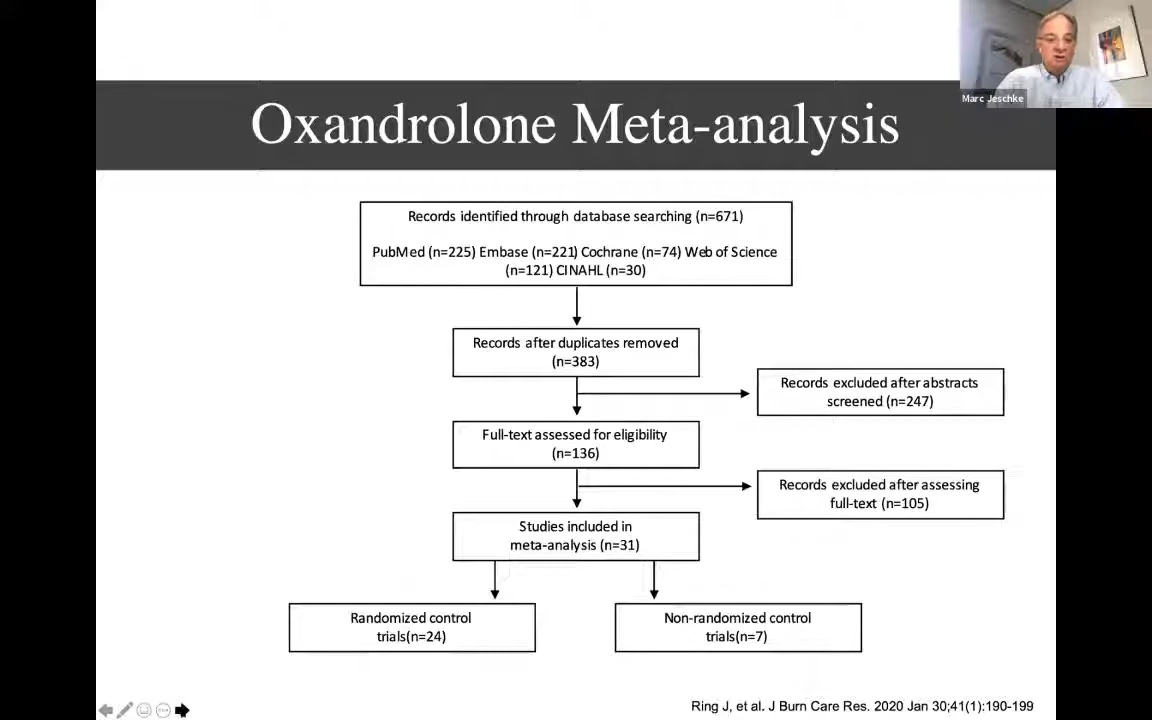 Marc Jeschke
Oxandrolone Meta-analysis
Records identified through database searching (n=671)
PubMed (n=225) Embase (n=221) Cochrane (n=74) Web of Science
(n=121) CINAHL (n=30)
Records after duplicates removed
(n=383)
Records excluded after abstracts
screened (n=247)
Full-text assessed for eligibility
(n=136)
Records excluded after assessing
full-text (n=105)
Studies included in
meta-analysis (n=31)
Randomized control
trials(n=24)
Non-randomized control
trials(n=7)
Ring J, et al. J Burn Care Res. 2020 Jan 30;41(1):190-199